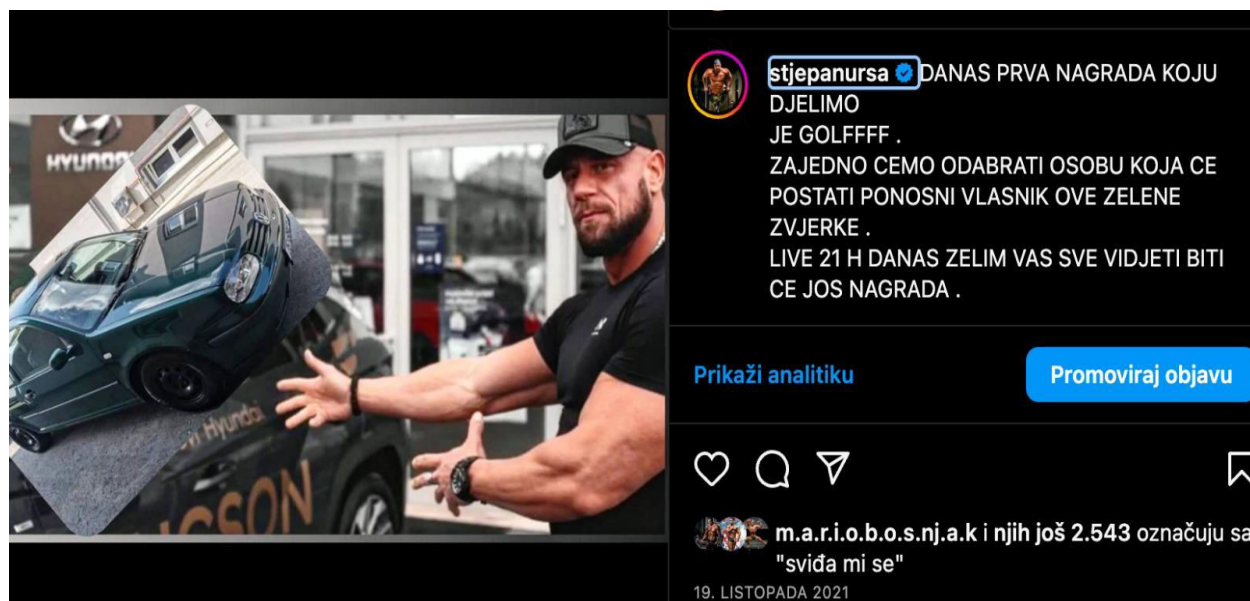 HYUNDAI
Hyundai
CSON
stjepanursa DANAS PRVA NAGRADA KOJU
DJELIMO
JE GOLFFFF .
ZAJEDNO CEMO ODABRATI OSOBU KOJA CE
POSTATI PONOSNI VLASNIK OVE ZELENE
ZVJERKE .
LIVE 21 H DANAS ZELIM VAS SVE VIDJETI BITI
CE JOS NAGRADA .
Prikaži analitiku
Promoviraj objavu
m.a.r.i.o.b.o.s.nj.a.k i njih još 2.543 označuju sa
"sviđa mi se"
19. LISTOPADA 2021